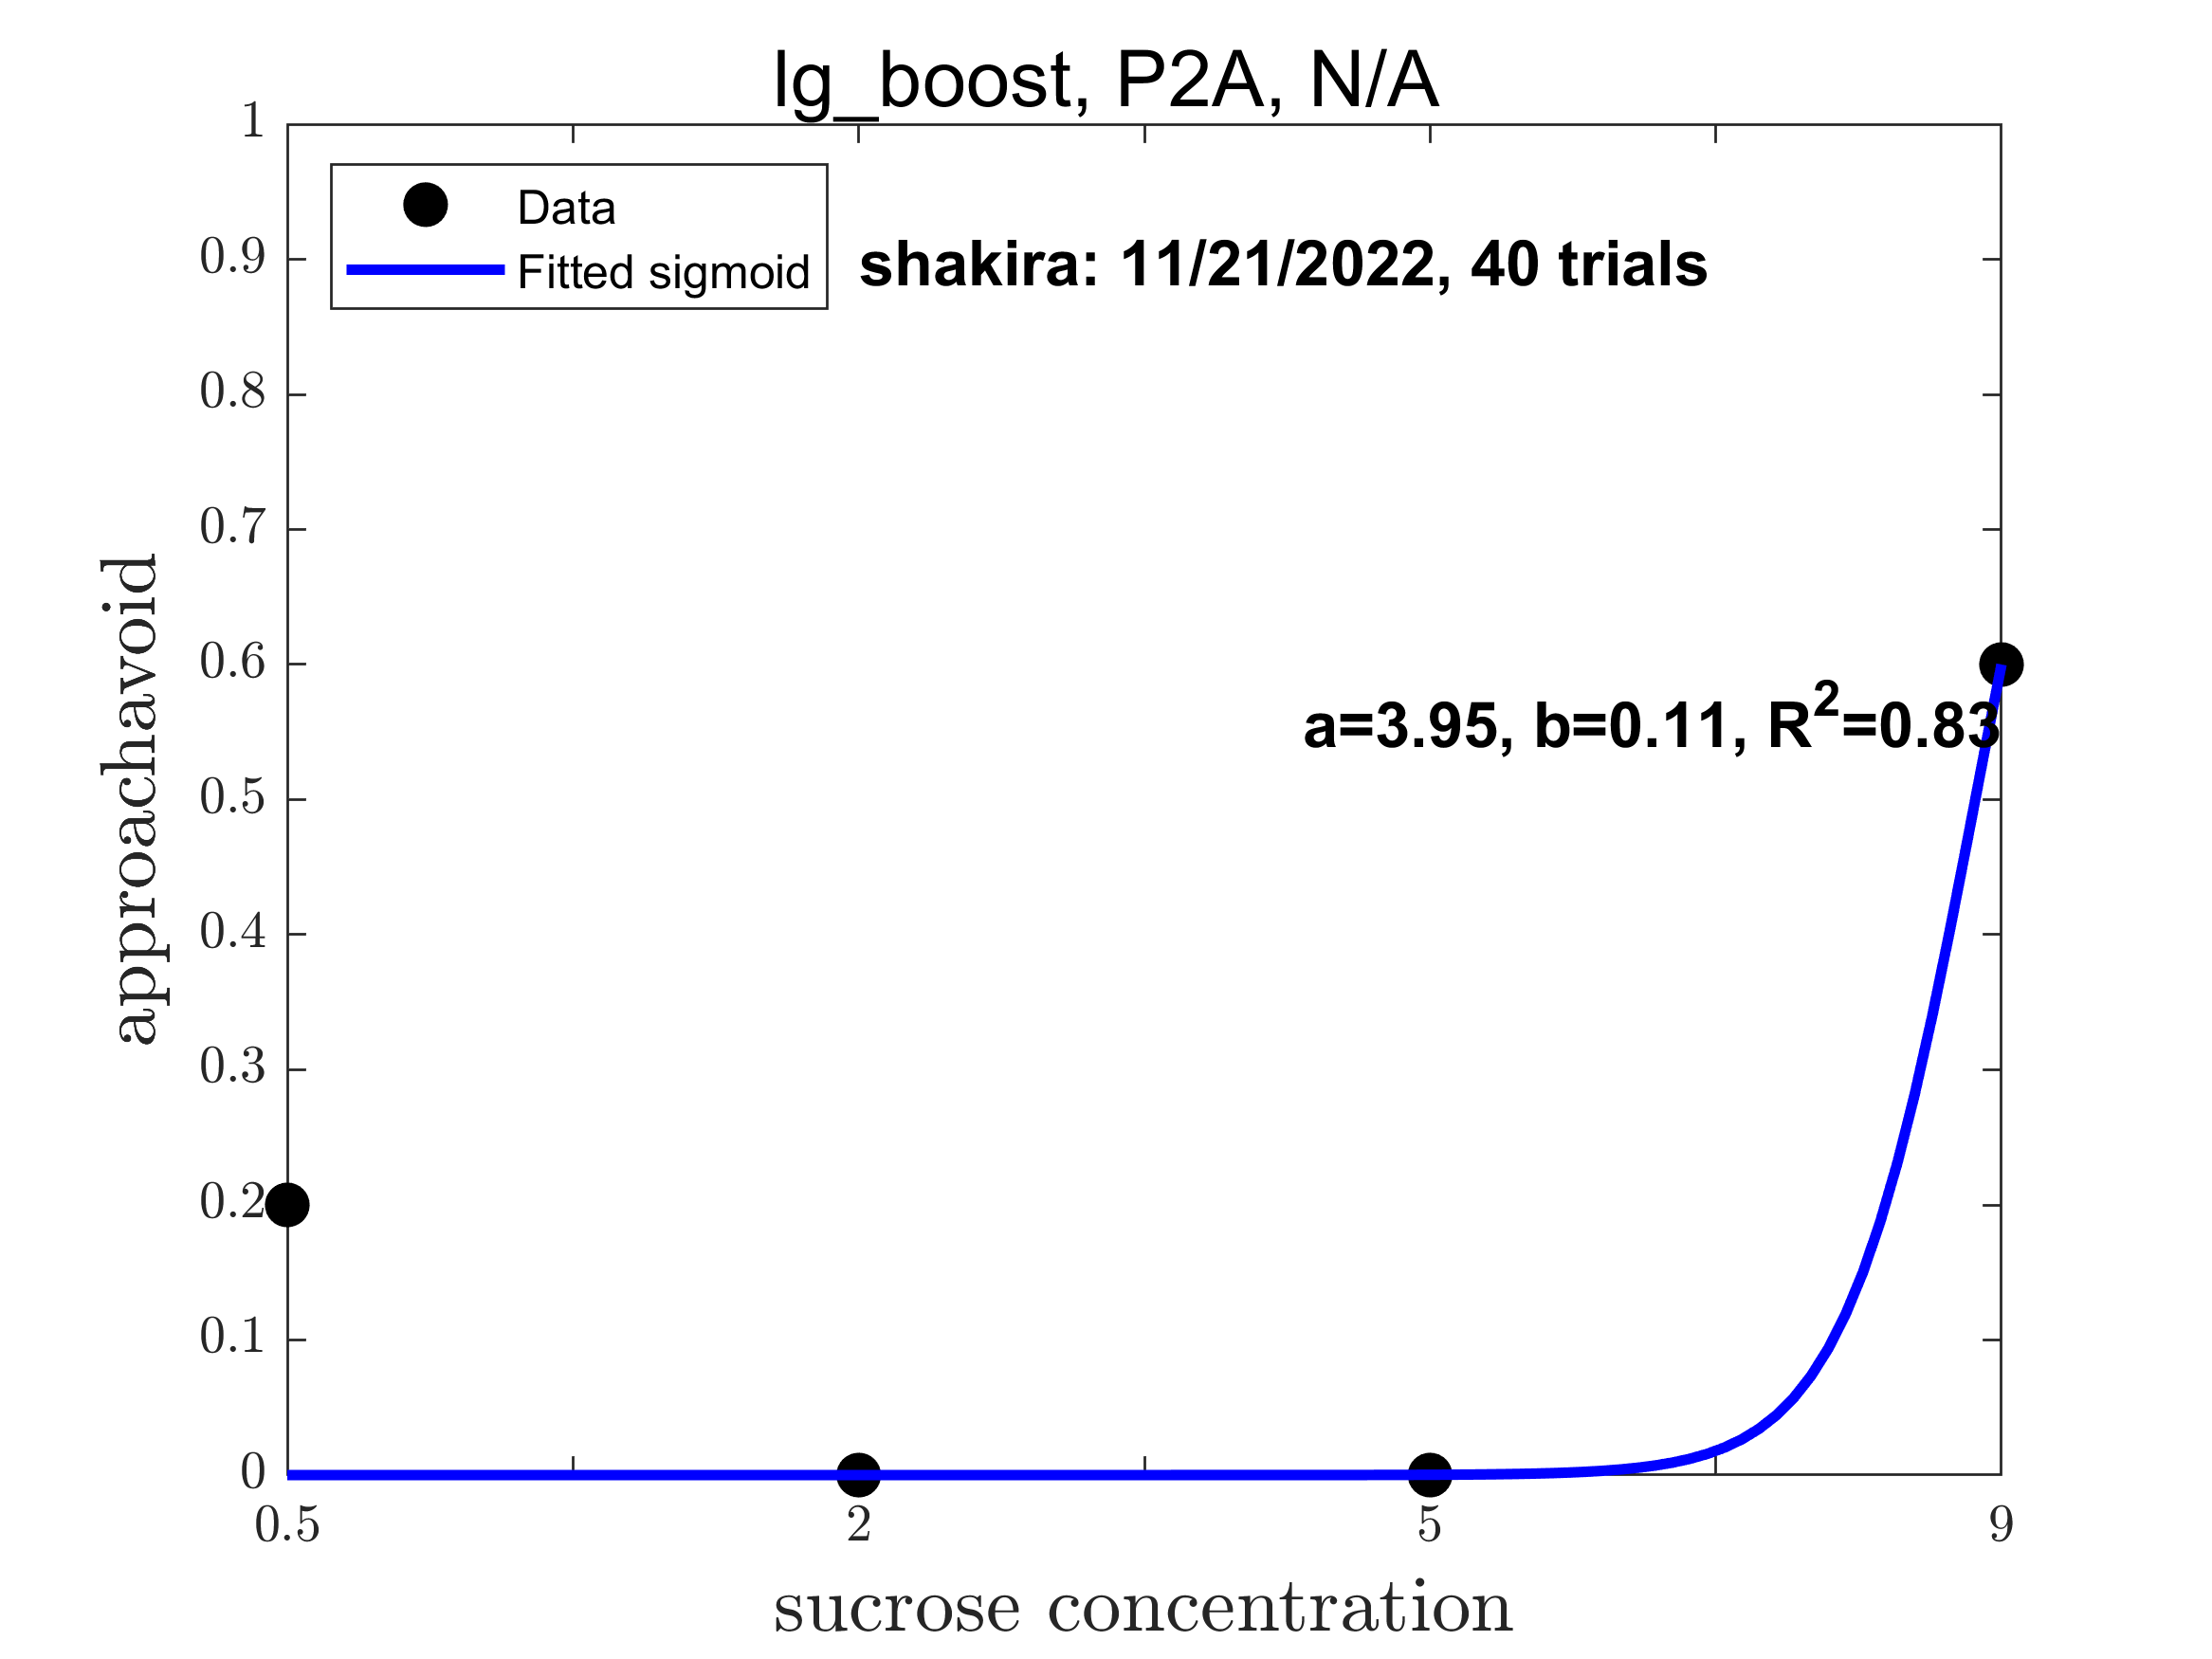 lg_boost, P2A, N/A
Data
Fitted sigmoid
shakira: 11/21/2022, 40 trials
a=3.95, b=0.11, R²=0.83
approachavoid
1
0.9
0.8
0.7
0.6
0.5
0.4
0.3
0.2
0.1
0
0.5 2 5 9
sucrose concentration